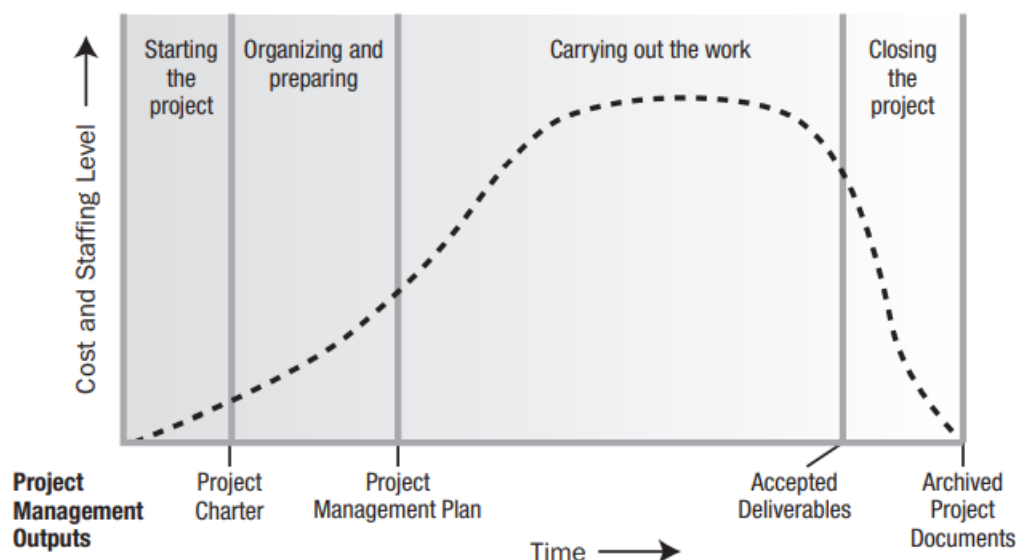 Starting
the
project
Organizing and
preparing
Carrying out the work
Closing
the
project
Cost and Staffing Level
Project
Management
Outputs
Project
Charter
Project
Management Plan
Accepted
Deliverables
Archived
Project
Documents
Time